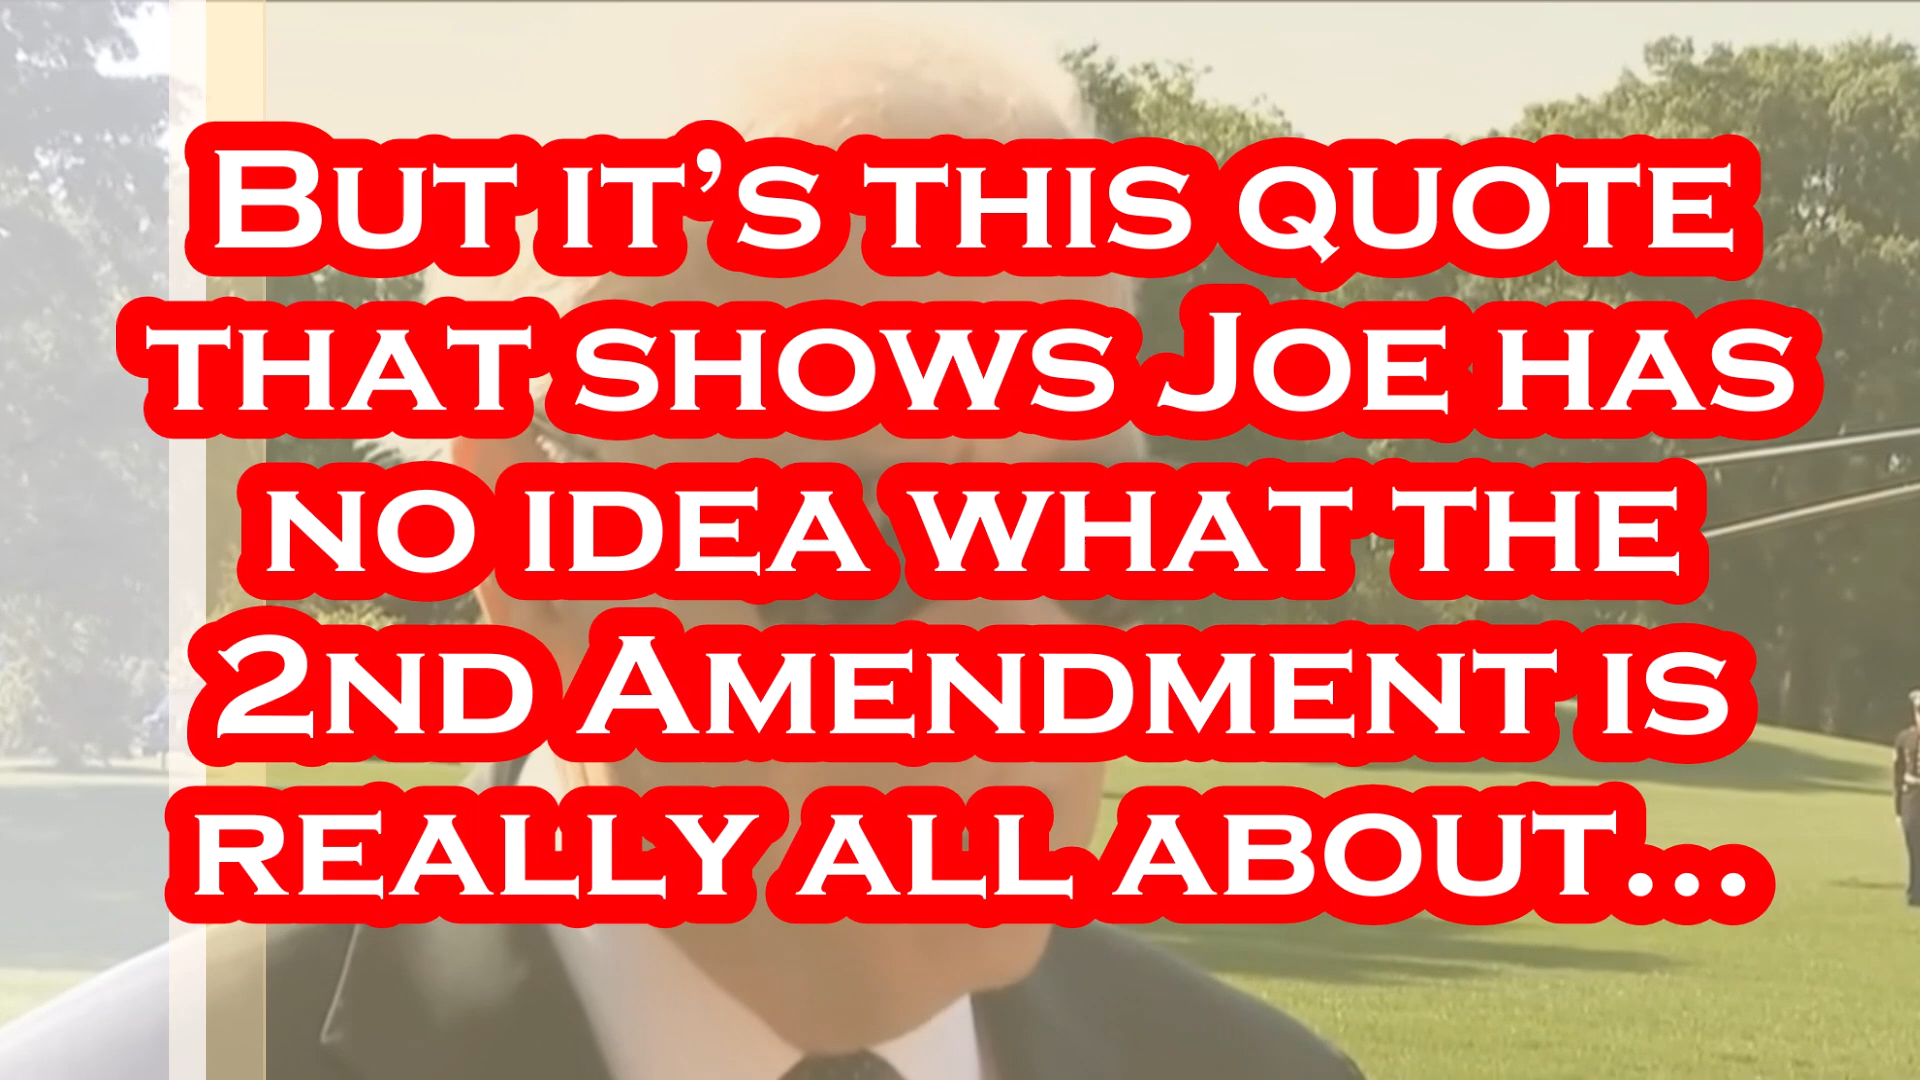 But it’s this quote
that shows Joe has
no idea what the
2nd Amendment is
really all about...